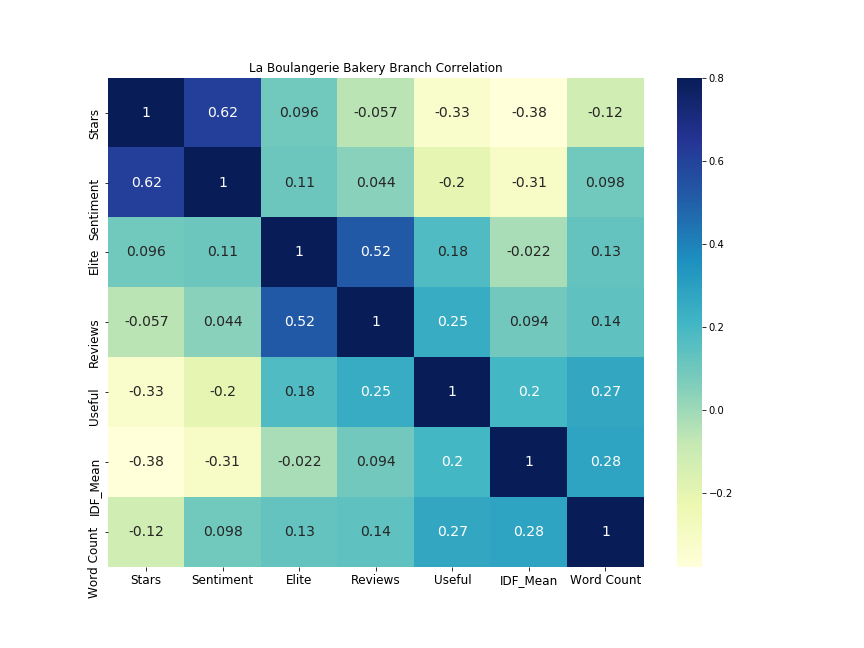 La Boulangerie Bakery Branch Correlation
Stars 1 0.62 0.096 -0.057 -0.33 -0.38 -0.12
Sentiment 0.62 1 0.11 0.044 -0.2 -0.31 0.098
Elite 0.096 0.11 1 0.52 0.18 -0.022 0.13
Reviews -0.057 0.044 0.52 1 0.25 0.094 0.14
Useful -0.33 -0.2 0.18 0.25 1 0.2 0.27
IDF_Mean -0.38 -0.31 -0.022 0.094 0.2 1 0.28
Word Count -0.12 0.098 0.13 0.14 0.27 0.28 1
Stars Sentiment Elite Reviews Useful IDF_Mean Word Count
0.8
0.6
0.4
0.2
0.0
−0.2